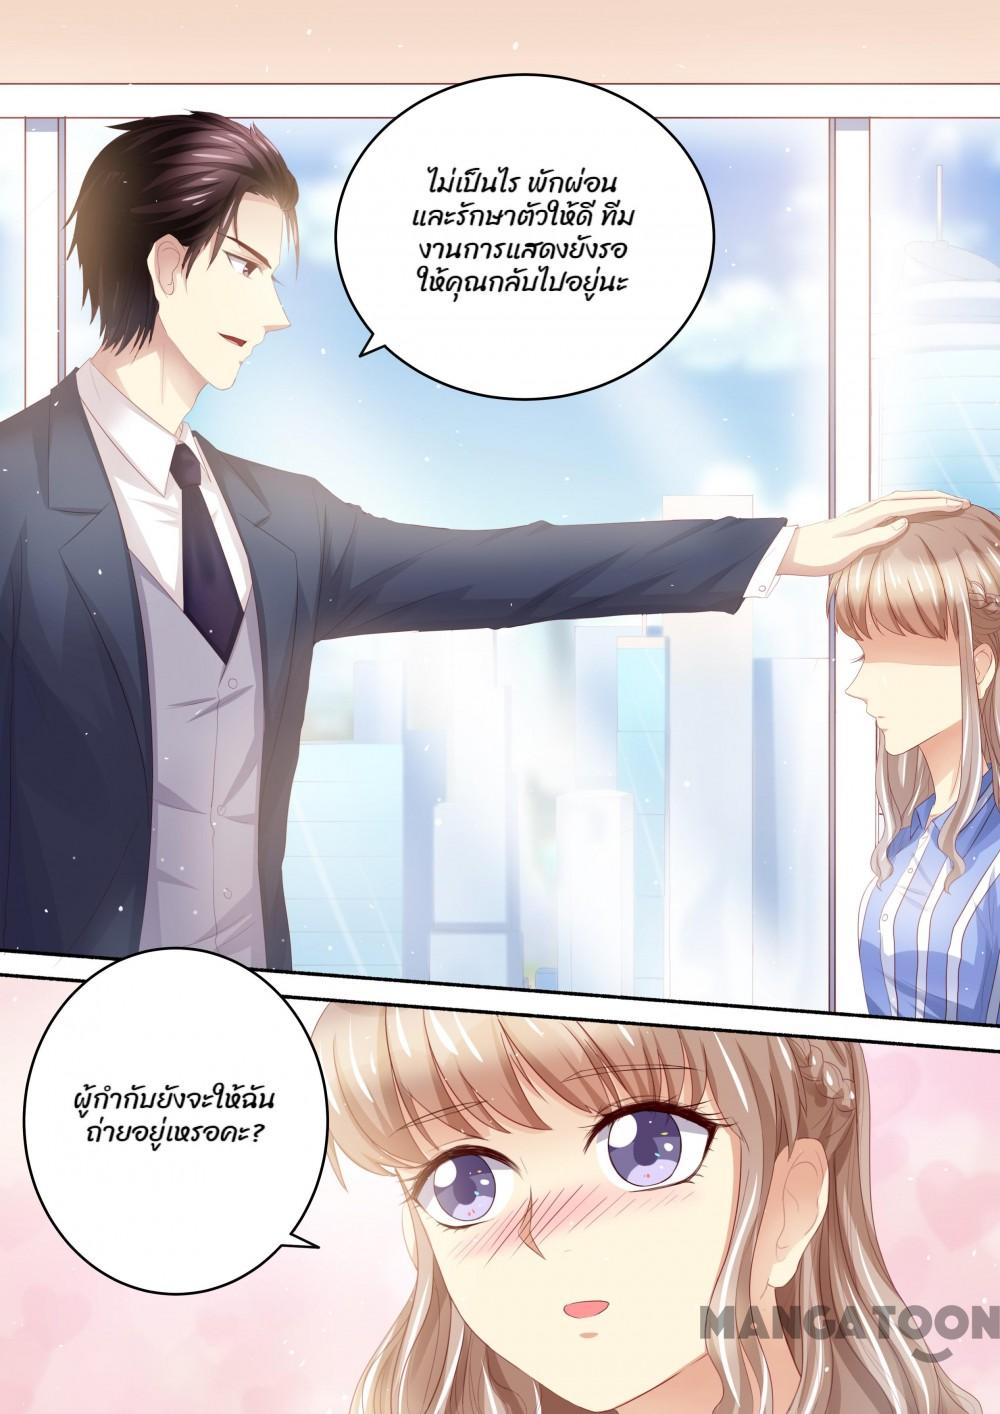 ไม่เป็นไร พักผ่อน
และรักษาตัวให้ดี ทีม
งานการแสดงยังรอ
ให้คุณกลับไปอยู่นะ
ผู้กำกับยังจะให้ฉัน
ถ่ายอยู่เหรอคะ?
MANGATOON